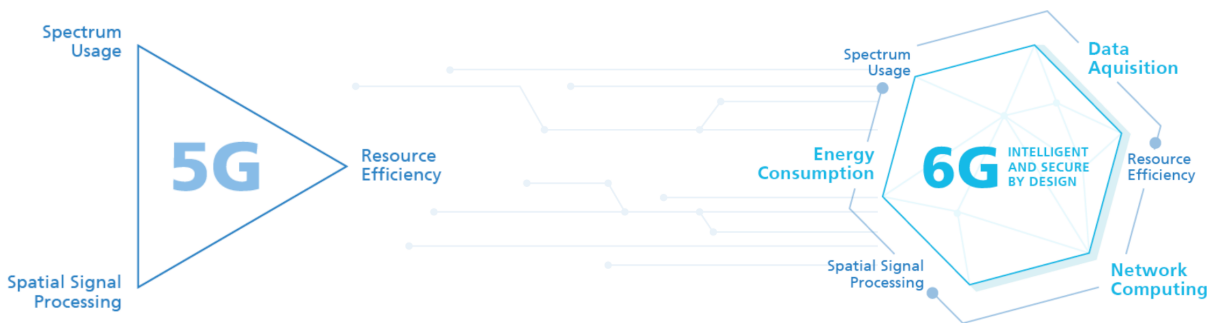 Spectrum
Usage
5G
Resource
Efficiency
Spatial Signal
Processing
Spectrum
Usage
Data
Aquisition
Energy
Consumption
6G
INTELLIGENT
AND SECURE
BY DESIGN
Resource
Efficiency
Spatial Signal
Processing
Network
Computing